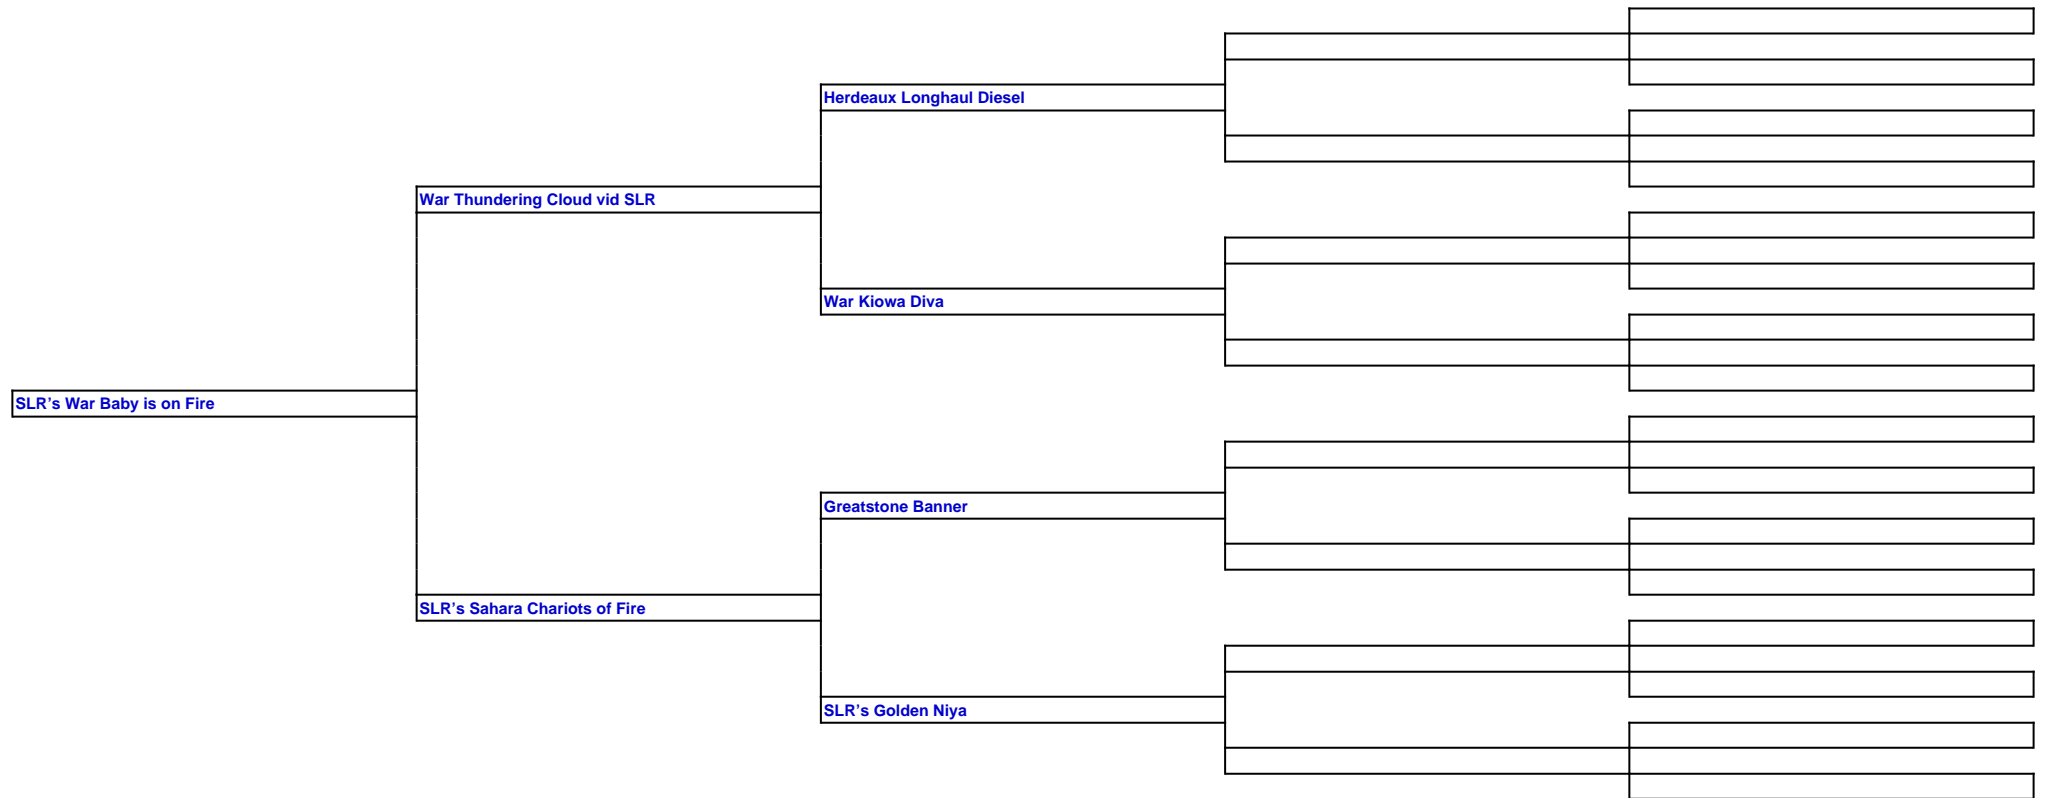 Herdeaux Longhaul Diesel
War Thundering Cloud vid SLR
War Kiowa Diva
SLR’s War Baby is on Fire
Greatstone Banner
SLR’s Sahara Chariots of Fire
SLR’s Golden Niya